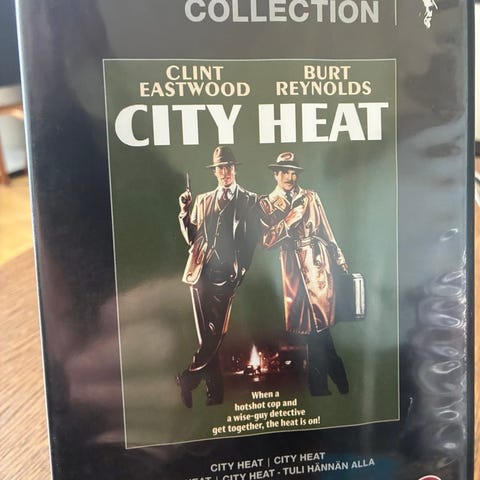 COLLECTION
CLINT EASTWOOD
BURT REYNOLDS
CITY HEAT
When a
hotshot cop and
a wise-guy detective
get together, the heat is on!
CITY HEAT | CITY HEAT
HEAT | CITY HEAT - TULI HÄNNÄN ALLA